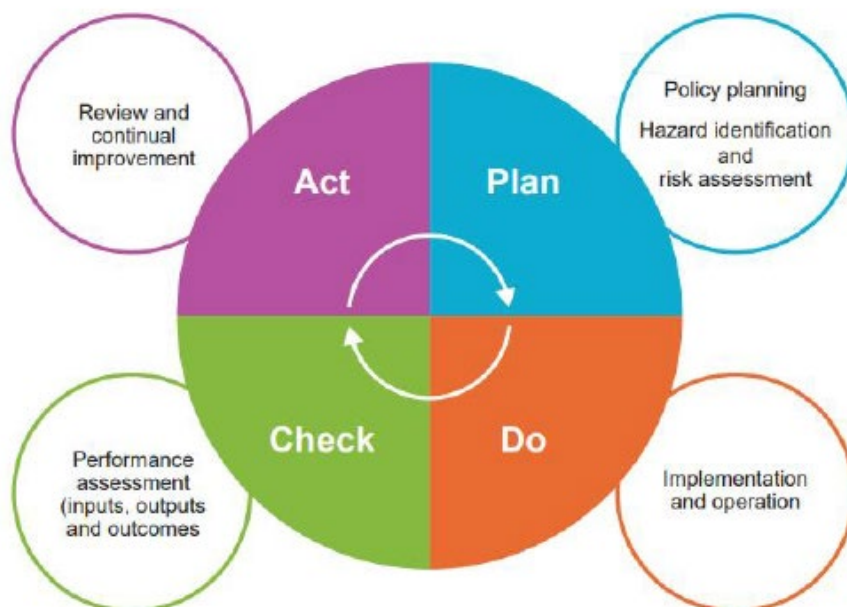 Review and
continual
improvement
Act
Plan
Policy planning
Hazard identification
and
risk assessment
Performance
assessment
(inputs, outputs
and outcomes
Check
Do
Implementation
and operation